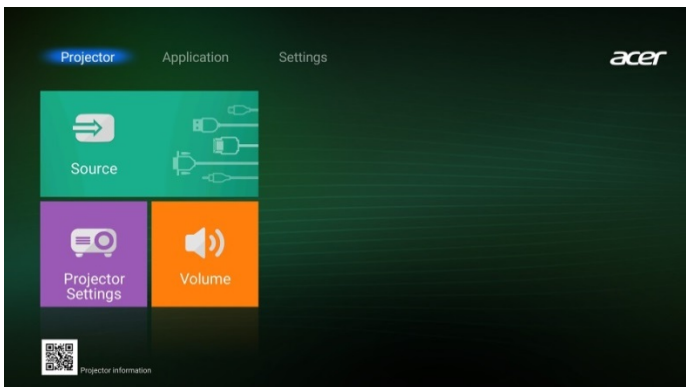 Projector Application Settings
acer
Source
Projector
Settings
Volume
Projector information